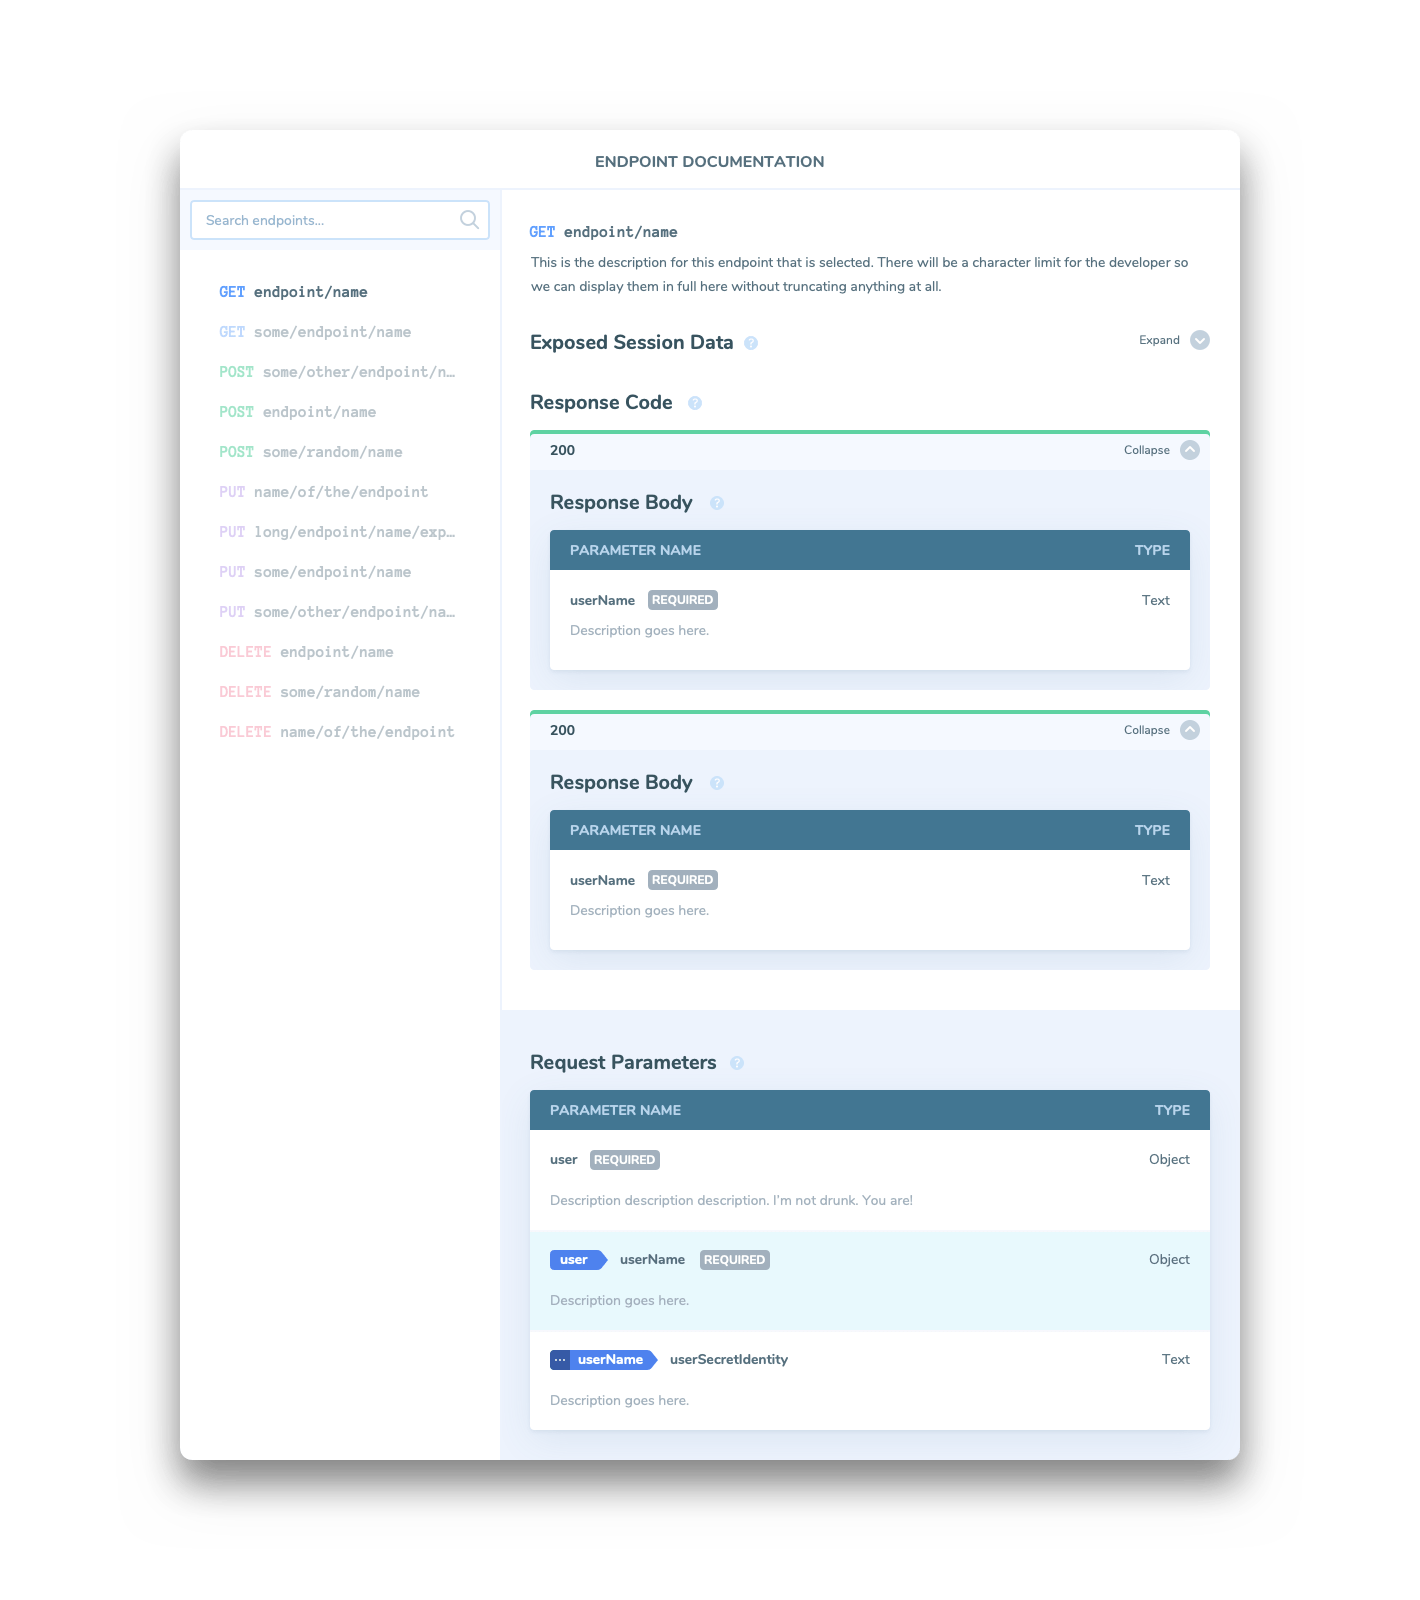 ENDPOINT DOCUMENTATION
Search endpoints...
GET endpoint/name
GET some/endpoint/name
POST some/other/endpoint/n…
POST endpoint/name
POST some/random/name
PUT name/of/the/endpoint
PUT long/endpoint/name/exp…
PUT some/endpoint/name
PUT some/other/endpoint/na…
DELETE endpoint/name
DELETE some/random/name
DELETE name/of/the/endpoint
GET endpoint/name
This is the description for this endpoint that is selected. There will be a character limit for the developer so
we can display them in full here without truncating anything at all.
Exposed Session Data ? Expand
Response Code ?
200 Collapse
Response Body ?
PARAMETER NAME TYPE
userName REQUIRED Text
Description goes here.
200 Collapse
Response Body ?
PARAMETER NAME TYPE
userName REQUIRED Text
Description goes here.
Request Parameters ?
PARAMETER NAME TYPE
user REQUIRED Object
Description description description. I'm not drunk. You are!
user userName REQUIRED Object
Description goes here.
... userName userSecretIdentity Text
Description goes here.